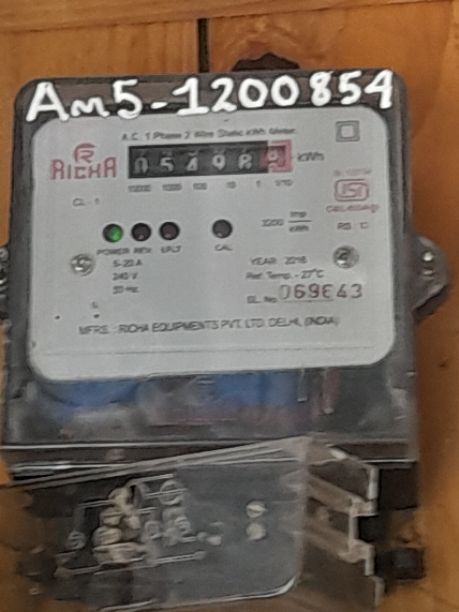 Am5-1200854
A.C. 1 Phase 2 Wire Static kWh Meter
R
RICHA
05498 kWh
10000 1000 100 10 1 1/10
CL. 1
ISI
3200 imp/kWh
POWER REV. E/LT CAL
5-20 A
240 V
50 Hz.
YEAR: 2016
Ref. Temp. - 27°C
SL. No. 069643
MFRS. : RICHA EQUIPMENTS PVT. LTD. DELHI, (INDIA)